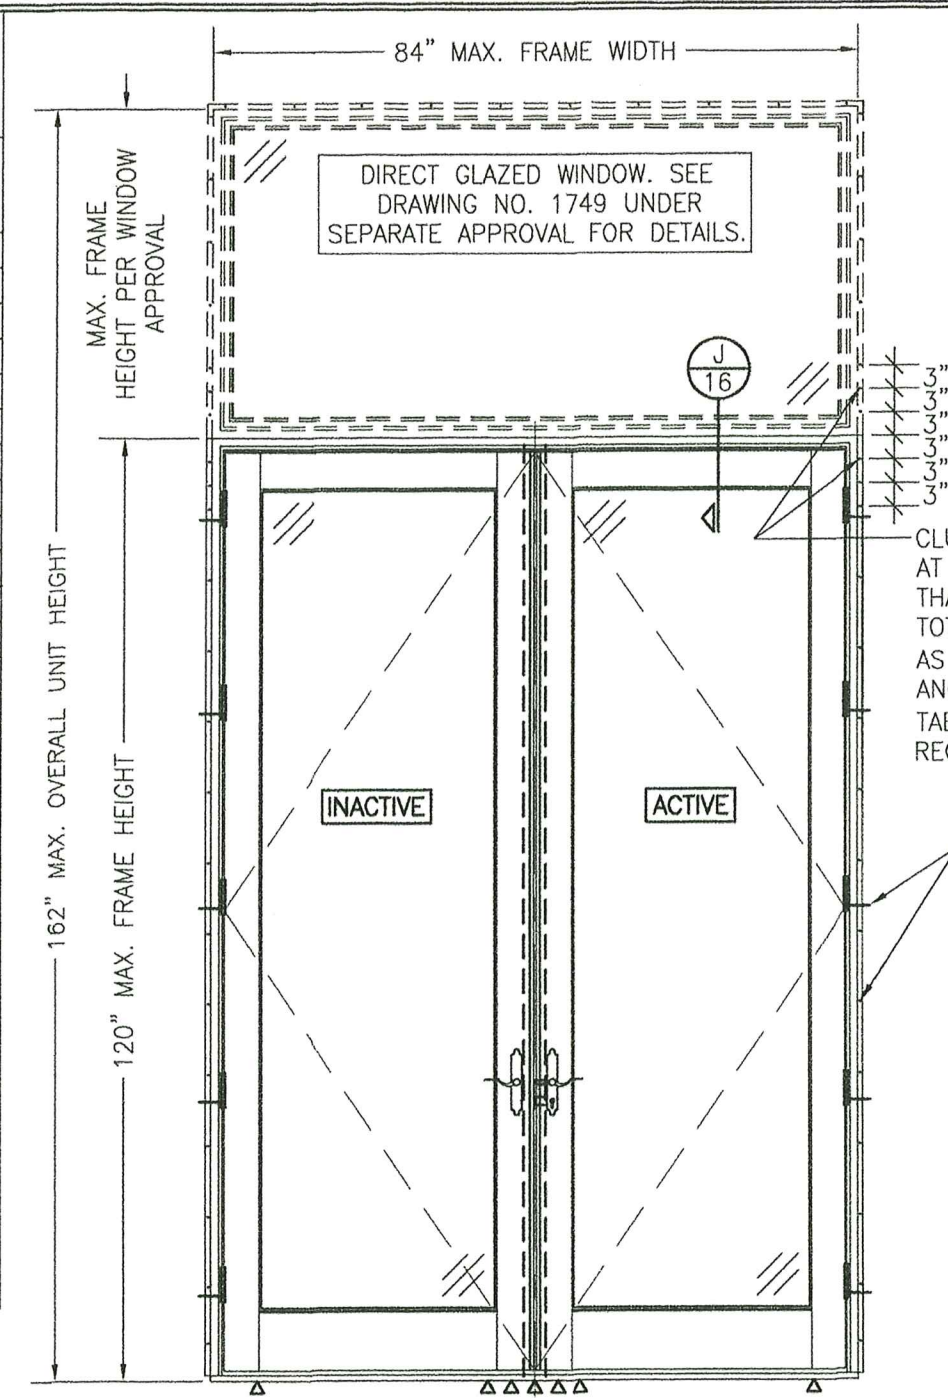 84" MAX. FRAME WIDTH
MAX. FRAME
HEIGHT PER WINDOW
APPROVAL
DIRECT GLAZED WINDOW. SEE
DRAWING NO. 1749 UNDER
SEPARATE APPROVAL FOR DETAILS.
J
16
3"
3"
3"
3"
3"
3"
AT
AS
162" MAX. OVERALL UNIT HEIGHT
120" MAX. FRAME HEIGHT
INACTIVE
ACTIVE